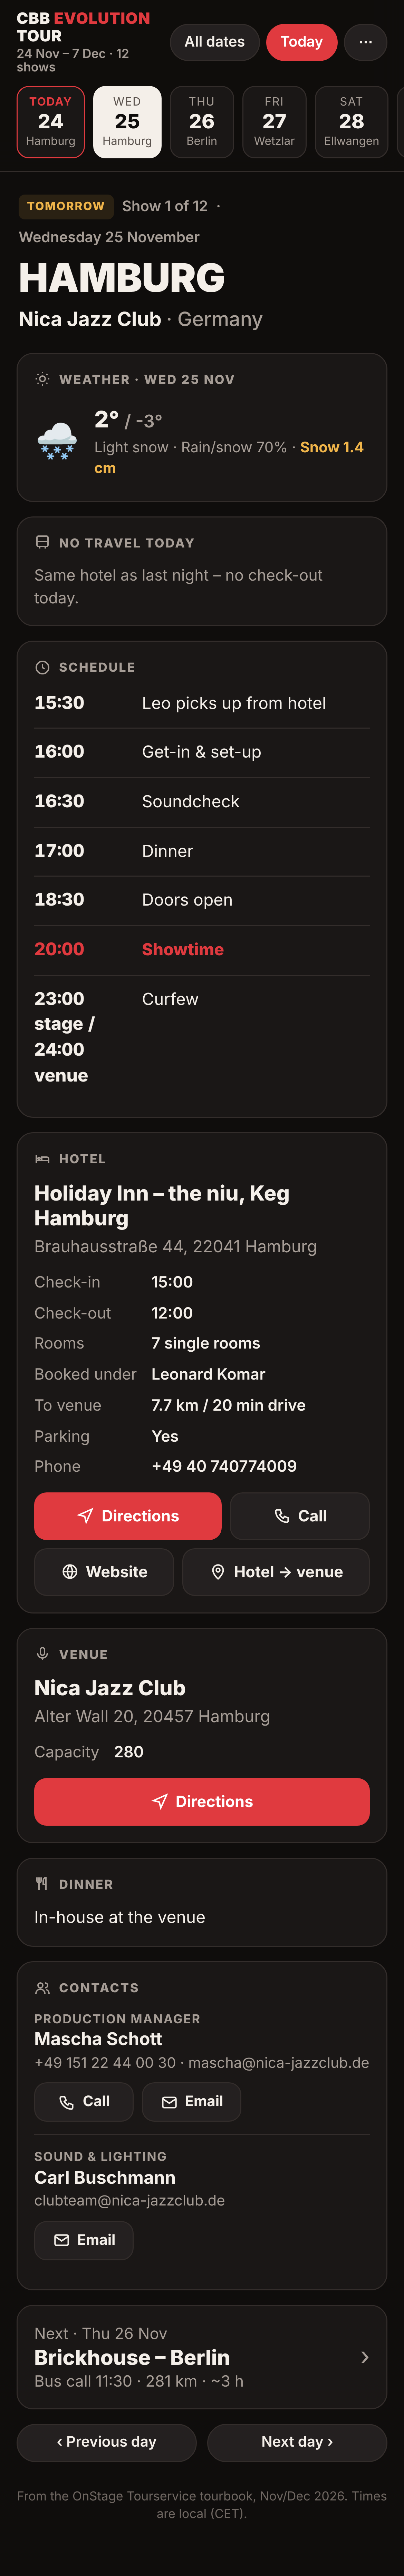 CBB EVOLUTION
TOUR
24 Nov – 7 Dec · 12
shows
All dates
Today
···
TODAY
24
Hamburg
WED
25
Hamburg
THU
26
Berlin
FRI
27
Wetzlar
SAT
28
Ellwangen
TOMORROW
Show 1 of 12 ·
Wednesday 25 November
HAMBURG
Nica Jazz Club · Germany
WEATHER · WED 25 NOV
2° / -3°
Light snow · Rain/snow 70% · Snow 1.4
cm
NO TRAVEL TODAY
Same hotel as last night – no check-out
today.
SCHEDULE
15:30 Leo picks up from hotel
16:00 Get-in & set-up
16:30 Soundcheck
17:00 Dinner
18:30 Doors open
20:00 Showtime
23:00 Curfew
stage /
24:00
venue
HOTEL
Holiday Inn – the niu, Keg
Hamburg
Brauhausstraße 44, 22041 Hamburg
Check-in 15:00
Check-out 12:00
Rooms 7 single rooms
Booked under Leonard Komar
To venue 7.7 km / 20 min drive
Parking Yes
Phone +49 40 740774009
Directions
Call
Website
Hotel → venue
VENUE
Nica Jazz Club
Alter Wall 20, 20457 Hamburg
Capacity 280
Directions
DINNER
In-house at the venue
CONTACTS
PRODUCTION MANAGER
Mascha Schott
+49 151 22 44 00 30 · mascha@nica-jazzclub.de
Call
Email
SOUND & LIGHTING
Carl Buschmann
clubteam@nica-jazzclub.de
Email
Next · Thu 26 Nov
Brickhouse – Berlin
Bus call 11:30 · 281 km · ~3 h
›
‹ Previous day
Next day ›
From the OnStage Tourservice tourbook, Nov/Dec 2026. Times
are local (CET).